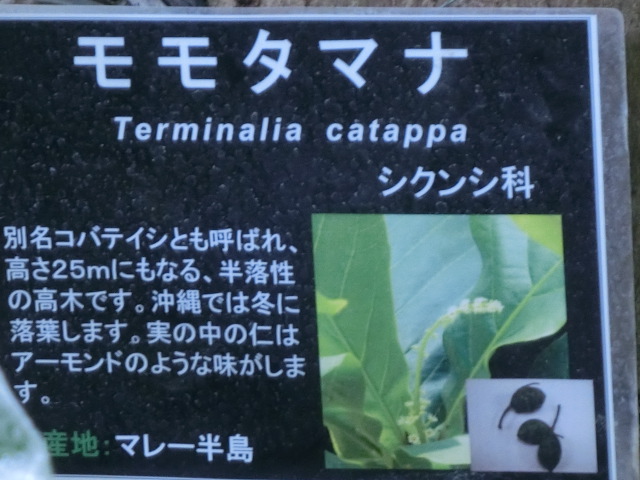 モモタマナ
Terminalia catappa
シクンシ科
別名コバテイシとも呼ばれ、
高さ25mにもなる、半落性
の高木です。沖縄では冬に
落葉します。実の中の仁は
アーモンドのような味がしま
す。
産地：マレー半島